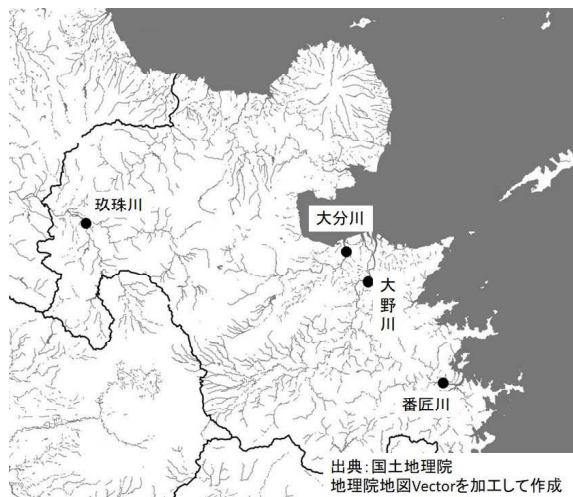 玖珠川
大分川
大野川
番匠川
出典：国土地理院
地理院地図Vectorを加工して作成